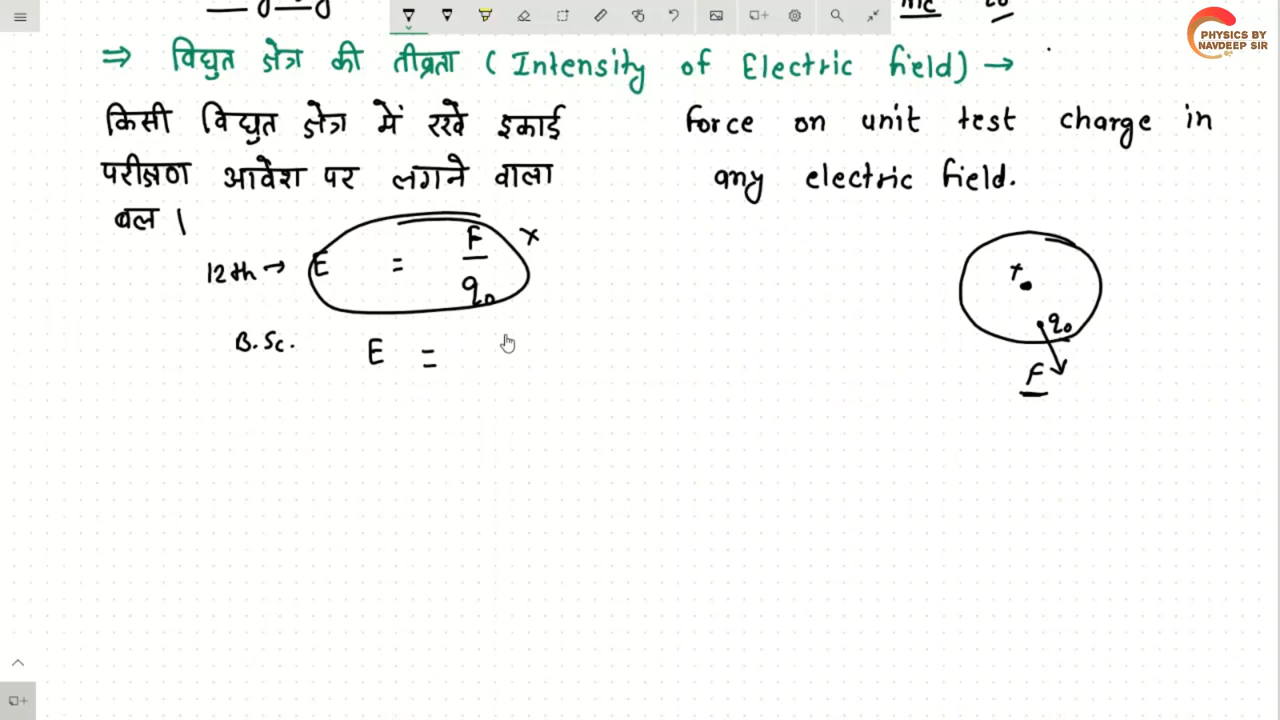 ⇒ विद्युत क्षेत्र की तीव्रता ( Intensity of Electric field) →
किसी विद्युत क्षेत्र में रखे इकाई
परीक्षण आवेश पर लगने वाला
बल ।
Force on unit test charge in
any electric field.
12th → E = F/q₀ x
B.Sc. E =
+
q₀
F
PHYSICS BY
NAVDEEP SIR